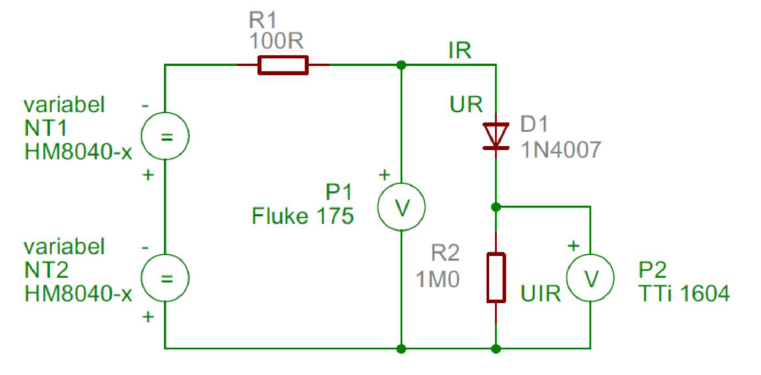 R1
100R
IR
variabel
NT1
HM8040-x
-
=
+
UR
D1
1N4007
P1
Fluke 175
+
V
variabel
NT2
HM8040-x
-
=
+
R2
1M0
UIR
+
V
P2
TTi 1604